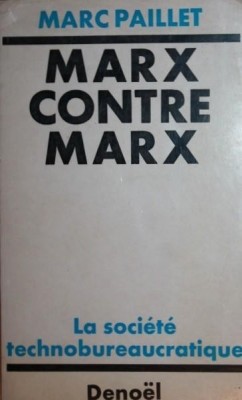 MARC PAILLET
MARX
CONTRE
MARX
La société
technobureaucratique
Denoël